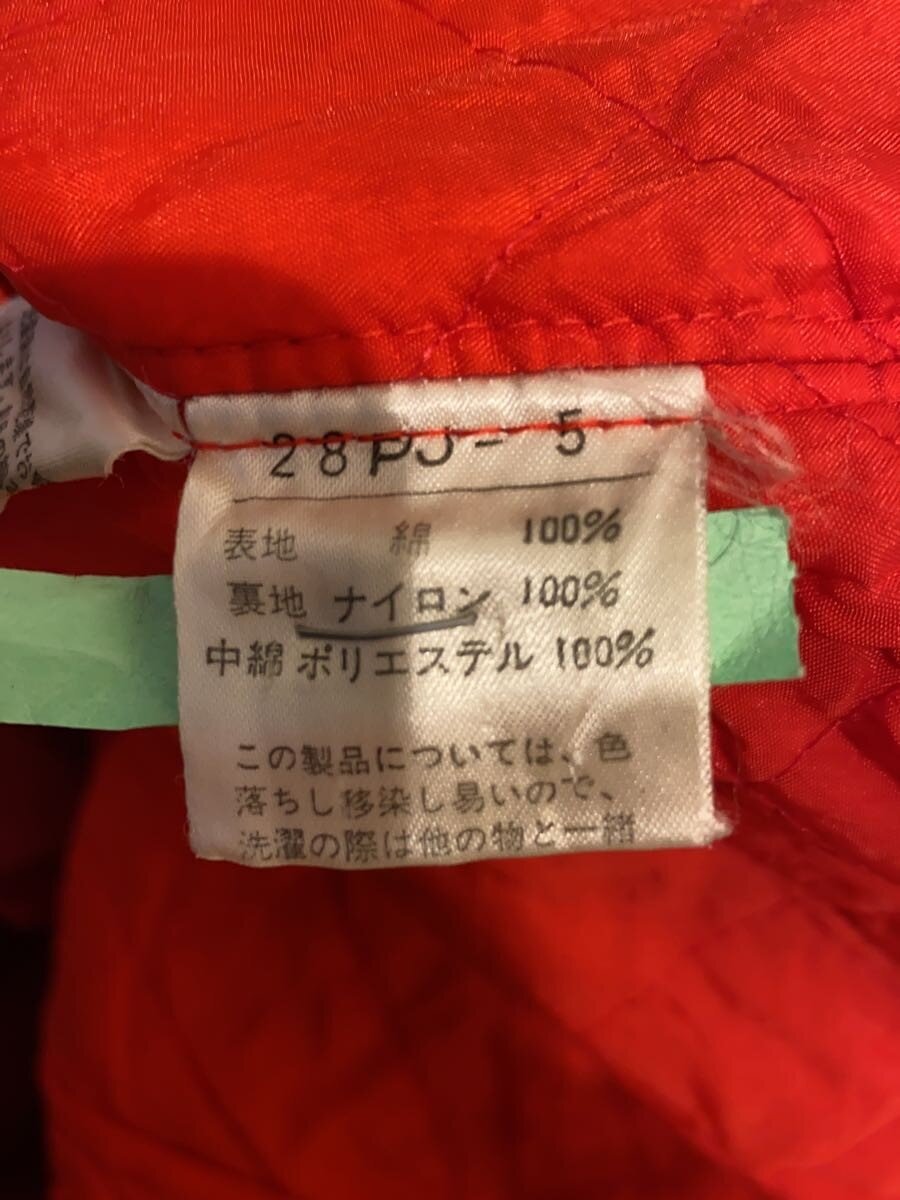 28PJ- 5
表地 綿 100%
裏地 ナイロン 100%
中綿 ポリエステル 100%
この製品については、色
落ちし移染し易いので、
洗濯の際は他の物と一緒